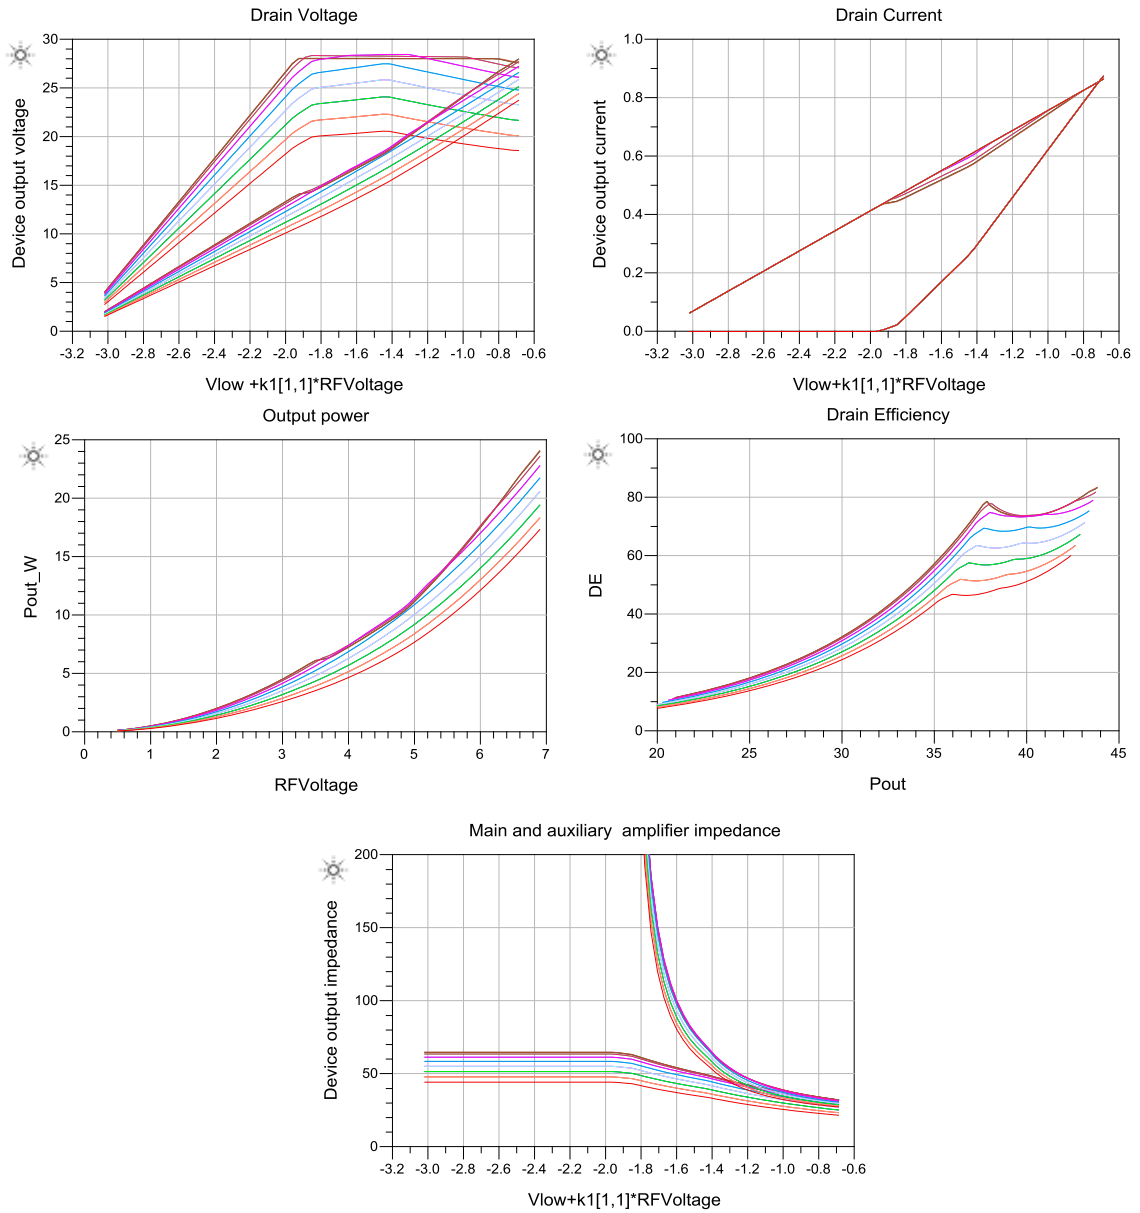 Drain Voltage
Device output voltage
30
25
20
15
10
5
0
-3.2 -3.0 -2.8 -2.6 -2.4 -2.2 -2.0 -1.8 -1.6 -1.4 -1.2 -1.0 -0.8 -0.6
Vlow +k1[1,1]*RFVoltage
Drain Current
Device output current
1.0
0.8
0.6
0.4
0.2
0.0
-3.2 -3.0 -2.8 -2.6 -2.4 -2.2 -2.0 -1.8 -1.6 -1.4 -1.2 -1.0 -0.8 -0.6
Vlow+k1[1,1]*RFVoltage
Output power
Pout_W
25
20
15
10
5
0
0 1 2 3 4 5 6 7
RFVoltage
Drain Efficiency
DE
100
80
60
40
20
0
20 25 30 35 40 45
Pout
Main and auxiliary amplifier impedance
Device output impedance
200
150
100
50
0
-3.2 -3.0 -2.8 -2.6 -2.4 -2.2 -2.0 -1.8 -1.6 -1.4 -1.2 -1.0 -0.8 -0.6
Vlow+k1[1,1]*RFVoltage